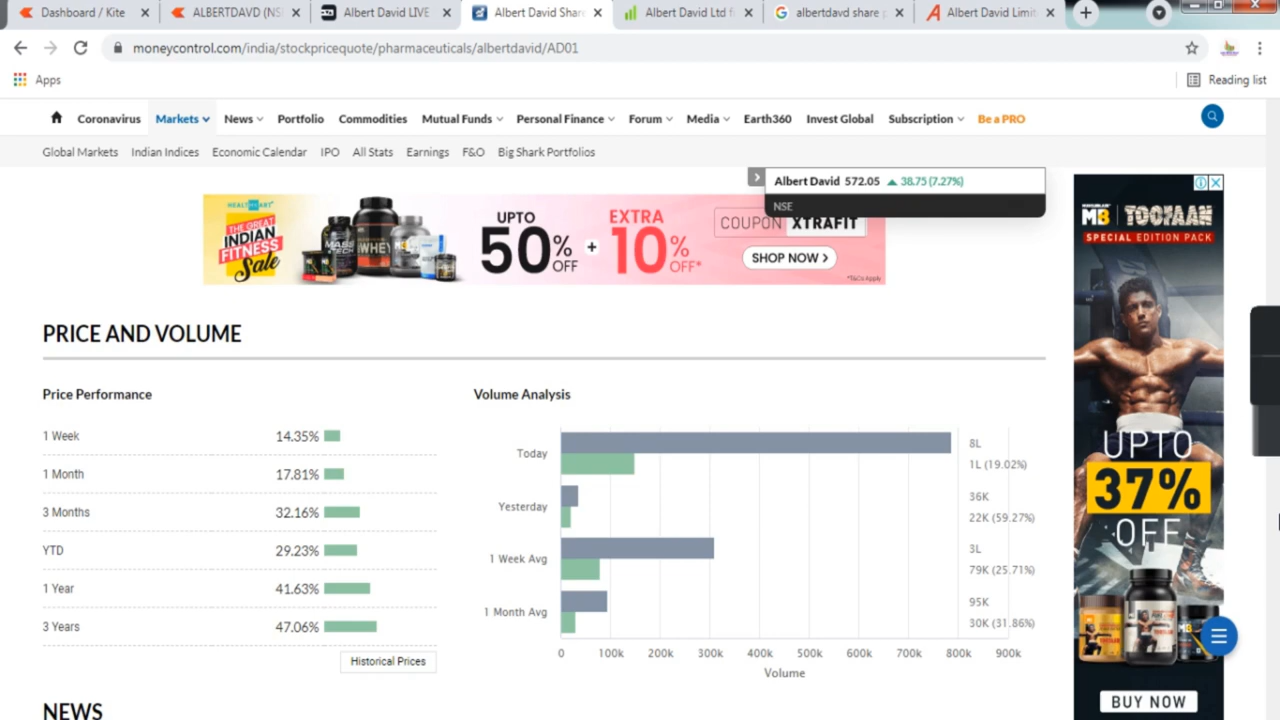 Dashboard / Kite
ALBERTDAVD (NS
Albert David LIVE
Albert David Share
Albert David Ltd f
albertdavd share p
Albert David Limit
moneycontrol.com/india/stockpricequote/pharmaceuticals/albertdavid/AD01
Apps
Reading list
Coronavirus Markets News Portfolio Commodities Mutual Funds Personal Finance Forum Media Earth360 Invest Global Subscription Be a PRO
Global Markets Indian Indices Economic Calendar IPO All Stats Earnings F&O Big Shark Portfolios
Albert David 572.05 38.75 (7.27%)
NSE
THE GREAT
INDIAN
FITNESS
Sale
UPTO
50% OFF
+
EXTRA
10% OFF*
COUPON XTRAFIT
SHOP NOW >
*T&Cs Apply
PRICE AND VOLUME
Price Performance
1 Week 14.35%
1 Month 17.81%
3 Months 32.16%
YTD 29.23%
1 Year 41.63%
3 Years 47.06%
Historical Prices
Volume Analysis
Today 8L
1L (19.02%)
Yesterday 36K
22K (59.27%)
1 Week Avg 3L
79K (25.71%)
1 Month Avg 95K
30K (31.86%)
0 100k 200k 300k 400k 500k 600k 700k 800k 900k
Volume
NEWS
MB TOOFAAN
SPECIAL EDITION PACK
UPTO
37%
OFF
BUY NOW